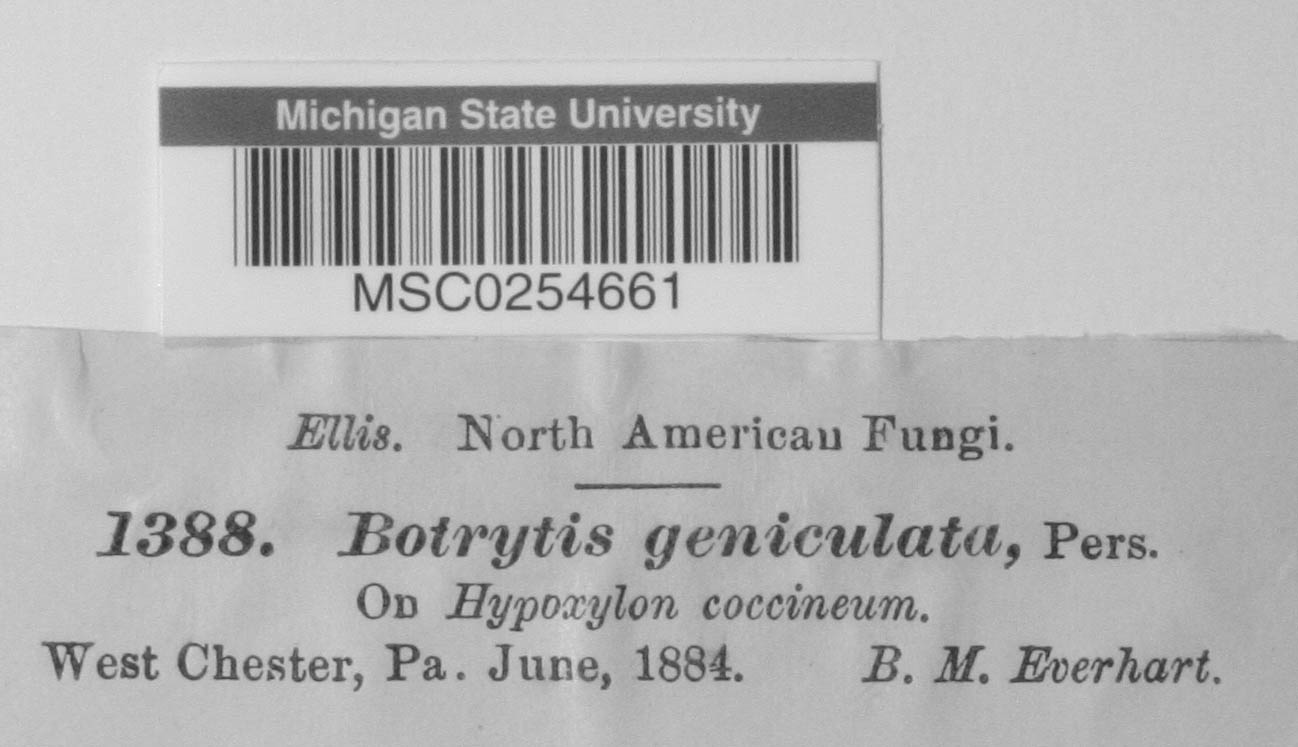 Michigan State University
MSC0254661
Ellis. North American Fungi.
1388. Botrytis geniculata, Pers.
On Hypoxylon coccineum.
West Chester, Pa. June, 1884. B. M. Everhart.